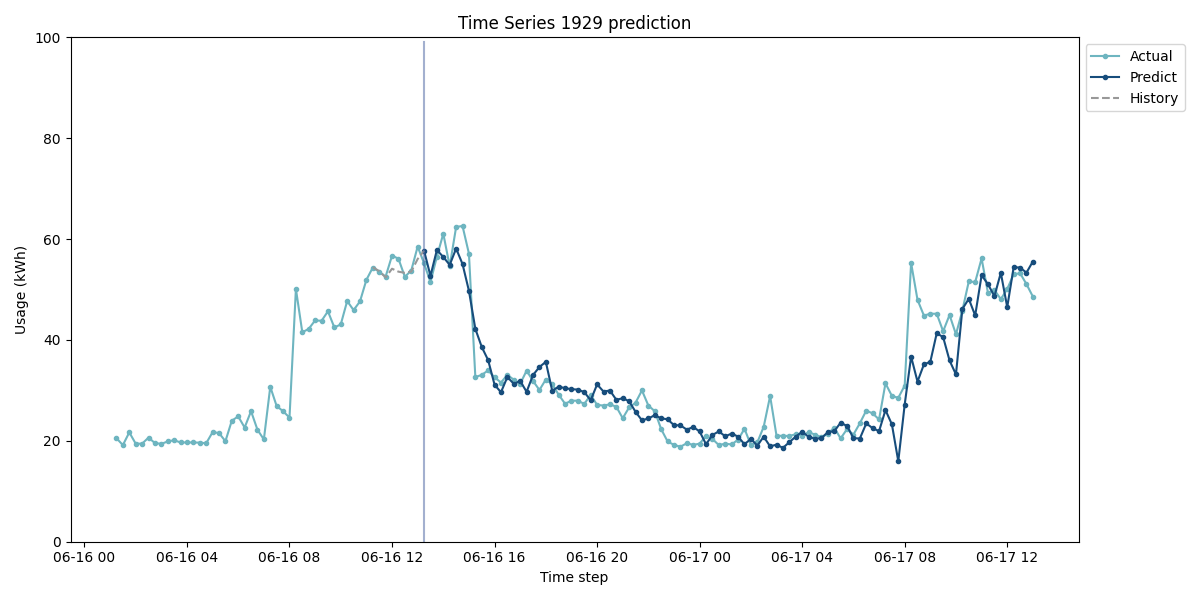 Time Series 1929 prediction
100
80
60
40
20
0
Usage (kWh)
06-16 00
06-16 04
06-16 08
06-16 12
06-16 16
06-16 20
06-17 00
06-17 04
06-17 08
06-17 12
Time step
Actual
Predict
History